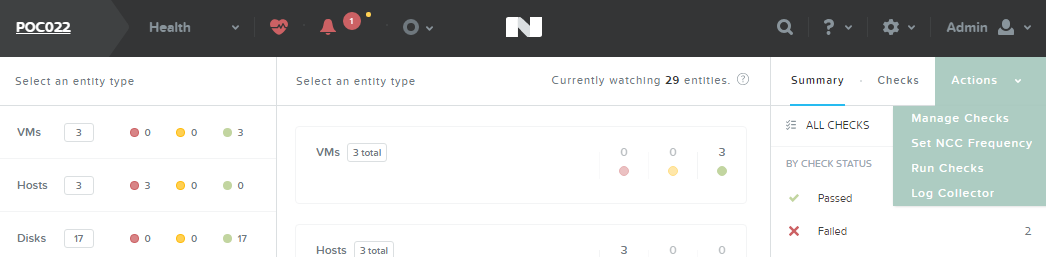 POC022 Health 1 ? Admin
Select an entity type
VMs 3 0 0 3
Hosts 3 3 0 0
Disks 17 0 0 17
Select an entity type Currently watching 29 entities. ?
VMs 3 total 0 0 3
Hosts 3 total 3 0 0
Summary · Checks Actions
Manage Checks
Set NCC Frequency
Run Checks
Log Collector
ALL CHECKS
BY CHECK STATUS
Passed
Failed 2